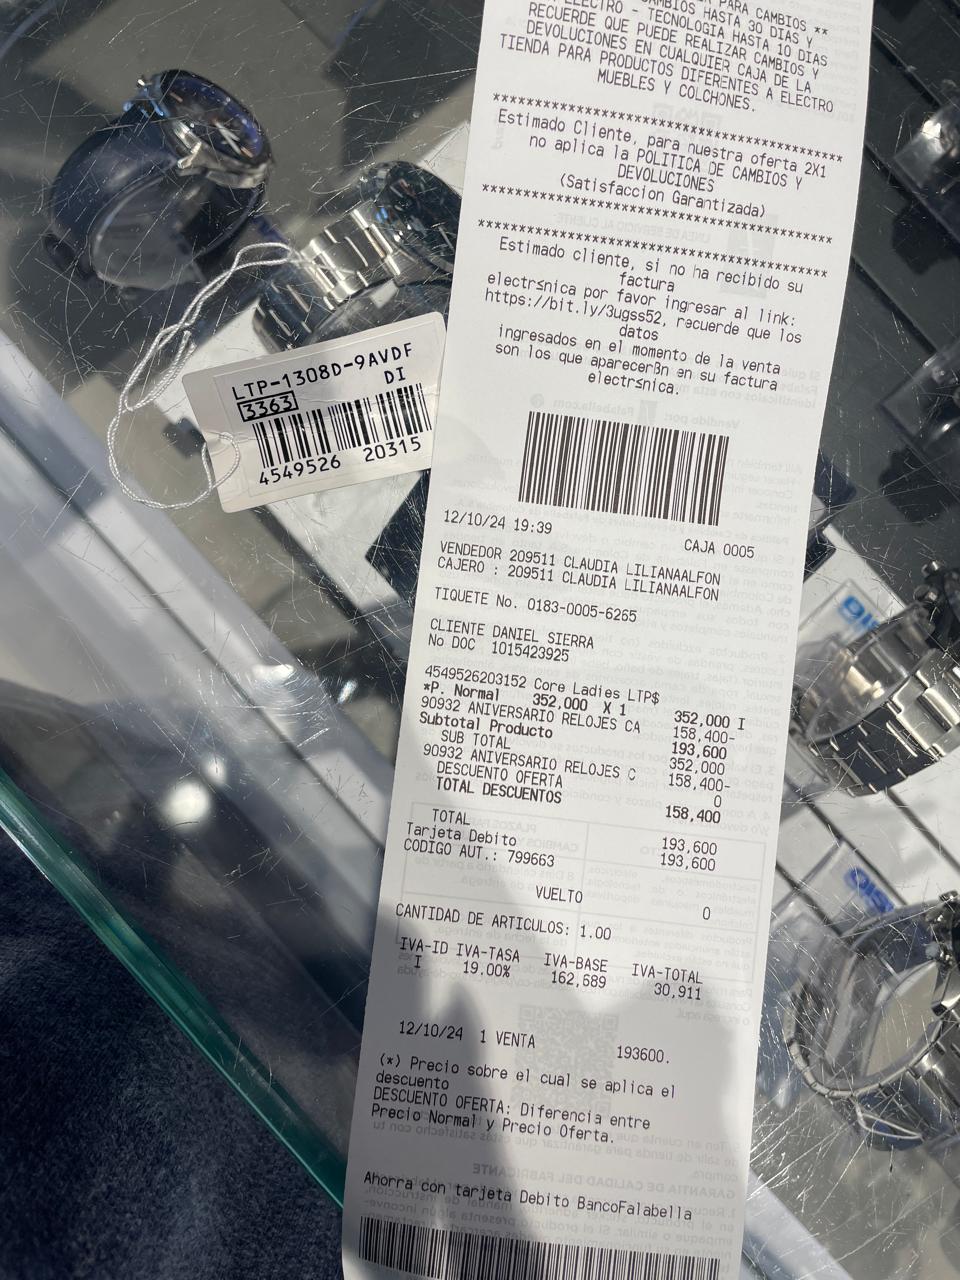 PARA CAMBIOS **
CAMBIOS HASTA 30 DIAS Y
ELECTRO - TECNOLOGIA HASTA 10 DIAS
RECUERDE QUE PUEDE REALIZAR CAMBIOS Y
DEVOLUCIONES EN CUALQUIER CAJA DE LA
TIENDA PARA PRODUCTOS DIFERENTES A ELECTRO
MUEBLES Y COLCHONES.
****************************************
Estimado Cliente, para nuestra oferta 2X1
no aplica la POLITICA DE CAMBIOS Y
DEVOLUCIONES
(Satisfaccion Garantizada)
****************************************
****************************************
Estimado cliente, si no ha recibido su
factura
electr≤nica por favor ingresar al link:
https://bit.ly/3ugss52, recuerde que los
datos
ingresados en el momento de la venta
son los que aparecerßn en su factura
electr≤nica.
LTP-1308D-9AVDF
3363 DI
4549526 20315
12/10/24 19:39 CAJA 0005
VENDEDOR 209511 CLAUDIA LILIANAALFON
CAJERO : 209511 CLAUDIA LILIANAALFON
TIQUETE No. 0183-0005-6265
CLIENTE DANIEL SIERRA
No DOC 1015423925
4549526203152 Core Ladies LTP$
*P. Normal 352,000 X 1 352,000 I
90932 ANIVERSARIO RELOJES CA 158,400-
Subtotal Producto 193,600
SUB TOTAL 352,000
90932 ANIVERSARIO RELOJES C 158,400-
DESCUENTO OFERTA 0
TOTAL DESCUENTOS 158,400
TOTAL 193,600
Tarjeta Debito 193,600
CODIGO AUT.: 799663
VUELTO 0
CANTIDAD DE ARTICULOS: 1.00
IVA-ID IVA-TASA IVA-BASE IVA-TOTAL
I 19.00% 162,689 30,911
12/10/24 1 VENTA 193600.
(*) Precio sobre el cual se aplica el
descuento
DESCUENTO OFERTA: Diferencia entre
Precio Normal y Precio Oferta.
Ahorra con tarjeta Debito BancoFalabella